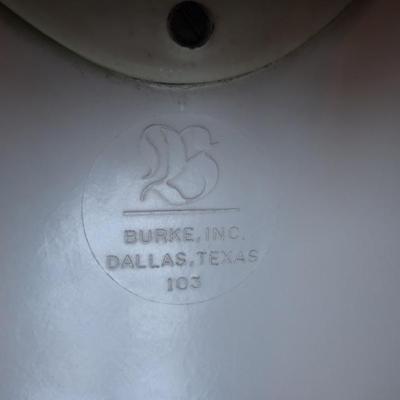 BURKE, INC.
DALLAS, TEXAS
103